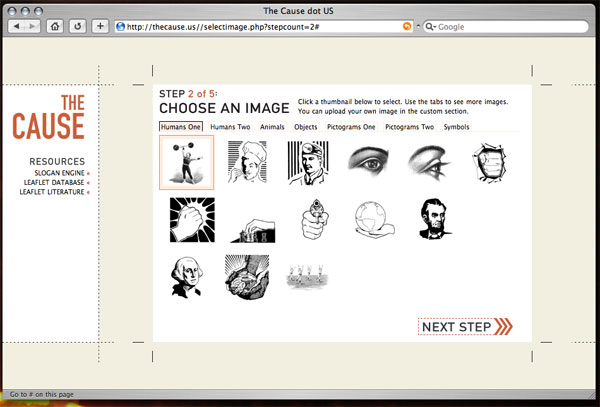 The Cause dot US
http://thecause.us//selectimage.php?stepcount=2#
Google
THE
CAUSE
RESOURCES
SLOGAN ENGINE «
LEAFLET DATABASE «
LEAFLET LITERATURE «
STEP 2 of 5:
CHOOSE AN IMAGE
Click a thumbnail below to select. Use the tabs to see more images.
You can upload your own image in the custom section.
Humans One Humans Two Animals Objects Pictograms One Pictograms Two Symbols
NEXT STEP
Go to # on this page